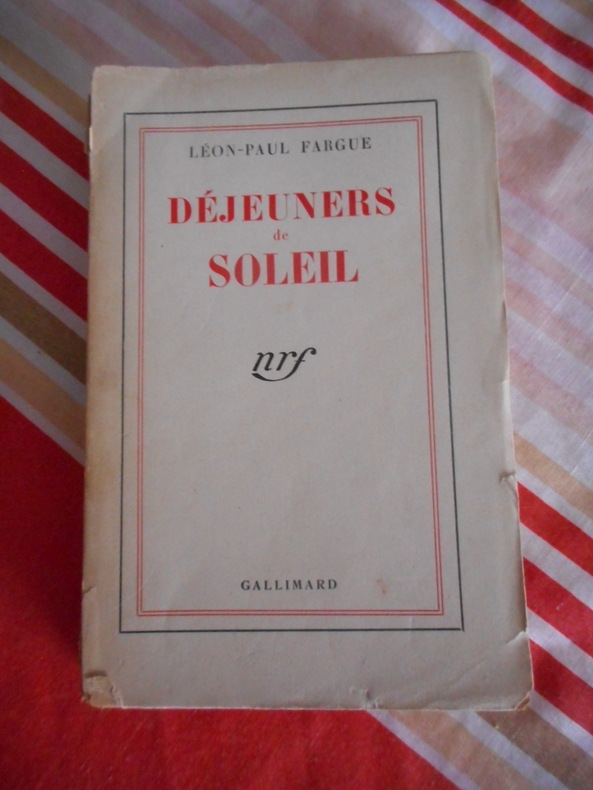 LÉON-PAUL FARGUE
DÉJEUNERS
de
SOLEIL
nrf
GALLIMARD